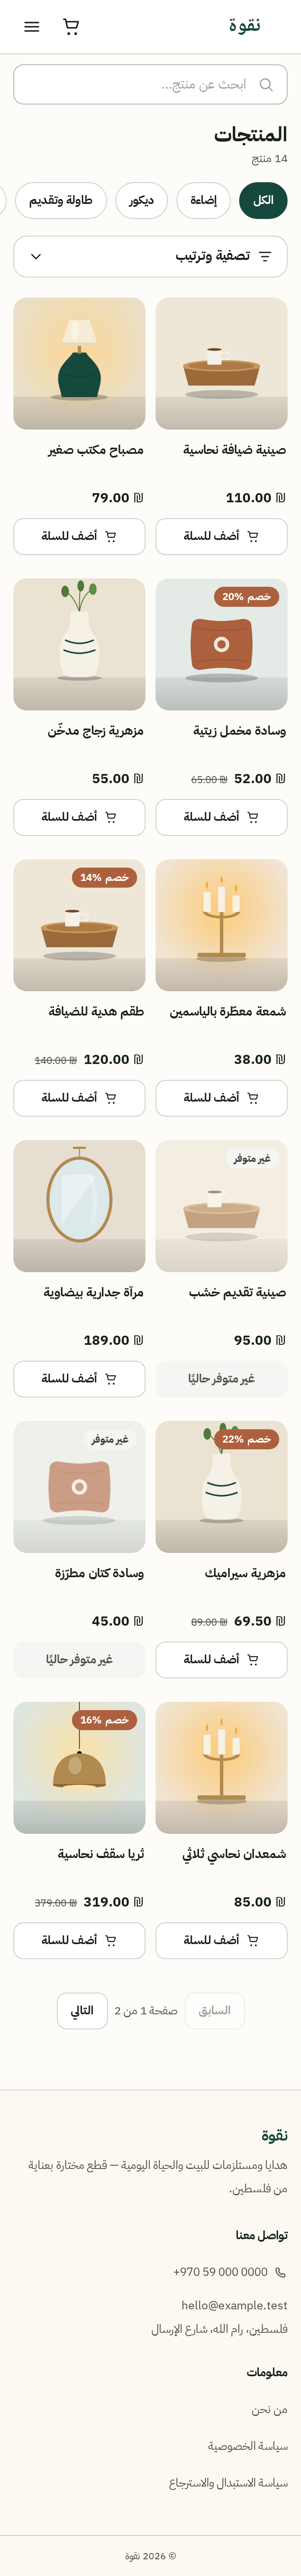 نقوة
ابحث عن منتج...
المنتجات
14 منتج
الكل
إضاءة
ديكور
طاولة وتقديم
تصفية وترتيب
صينية ضيافة نحاسية
₪ 110.00
أضف للسلة
مصباح مكتب صغير
₪ 79.00
أضف للسلة
خصم 20%
وسادة مخمل زيتية
₪ 52.00 ₪ 65.00
أضف للسلة
مزهرية زجاج مدخّن
₪ 55.00
أضف للسلة
شمعة معطّرة بالياسمين
₪ 38.00
أضف للسلة
خصم 14%
طقم هدية للضيافة
₪ 120.00 ₪ 140.00
أضف للسلة
غير متوفر
صينية تقديم خشب
₪ 95.00
غير متوفر حاليًا
مرآة جدارية بيضاوية
₪ 189.00
أضف للسلة
خصم 22%
مزهرية سيراميك
₪ 69.50 ₪ 89.00
أضف للسلة
غير متوفر
وسادة كتان مطرّزة
₪ 45.00
غير متوفر حاليًا
شمعدان نحاسي ثلاثي
₪ 85.00
أضف للسلة
خصم 16%
ثريا سقف نحاسية
₪ 319.00 ₪ 379.00
أضف للسلة
السابق
صفحة 1 من 2
التالي
نقوة
هدايا ومستلزمات للبيت والحياة اليومية — قطع مختارة بعناية
من فلسطين.
تواصل معنا
+970 59 000 0000
hello@example.test
فلسطين، رام الله، شارع الإرسال
معلومات
من نحن
سياسة الخصوصية
سياسة الاستبدال والاسترجاع
© 2026 نقوة